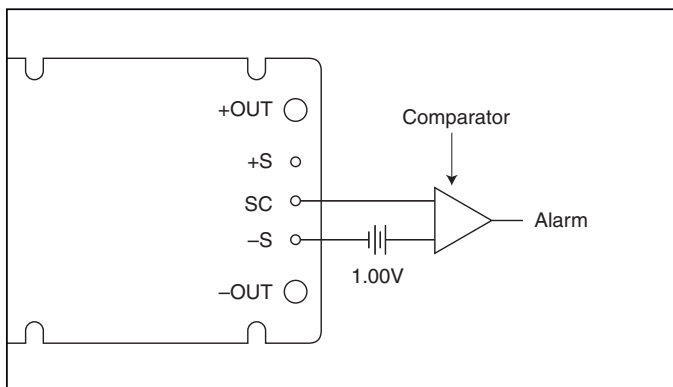 +OUT
Comparator
+S
SC
Alarm
–S
1.00V
–OUT